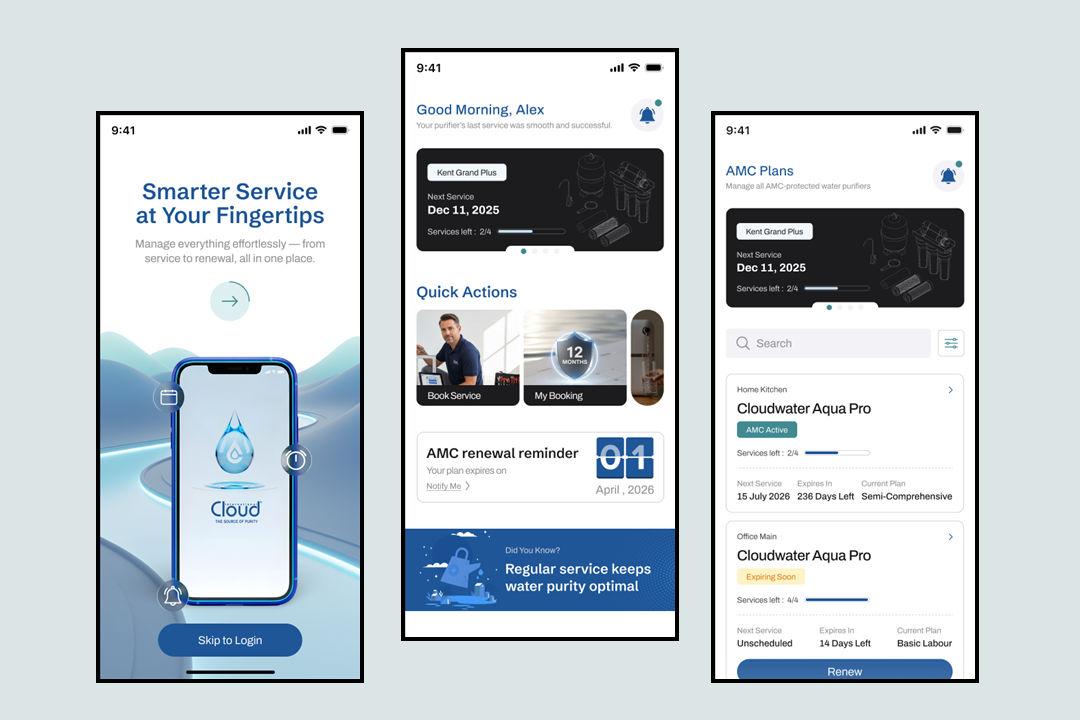 9:41
Smarter Service
at Your Fingertips
Manage everything effortlessly — from
service to renewal, all in one place.
Cloud
THE SOURCE OF PURITY
Skip to Login
9:41
Good Morning, Alex
Your purifier's last service was smooth and successful.
Kent Grand Plus
Next Service
Dec 11, 2025
Services left : 2/4
Quick Actions
12
MONTHS
Book Service
My Booking
AMC renewal reminder
Your plan expires on
Notify Me
01
April , 2026
Did You Know?
Regular service keeps
water purity optimal
9:41
AMC Plans
Manage all AMC-protected water purifiers
Kent Grand Plus
Next Service
Dec 11, 2025
Services left : 2/4
Search
Home Kitchen
Cloudwater Aqua Pro
AMC Active
Services left : 2/4
Next Service Expires In Current Plan
15 July 2026 236 Days Left Semi-Comprehensive
Office Main
Cloudwater Aqua Pro
Expiring Soon
Services left : 4/4
Next Service Expires In Current Plan
Unscheduled 14 Days Left Basic Labour
Renew